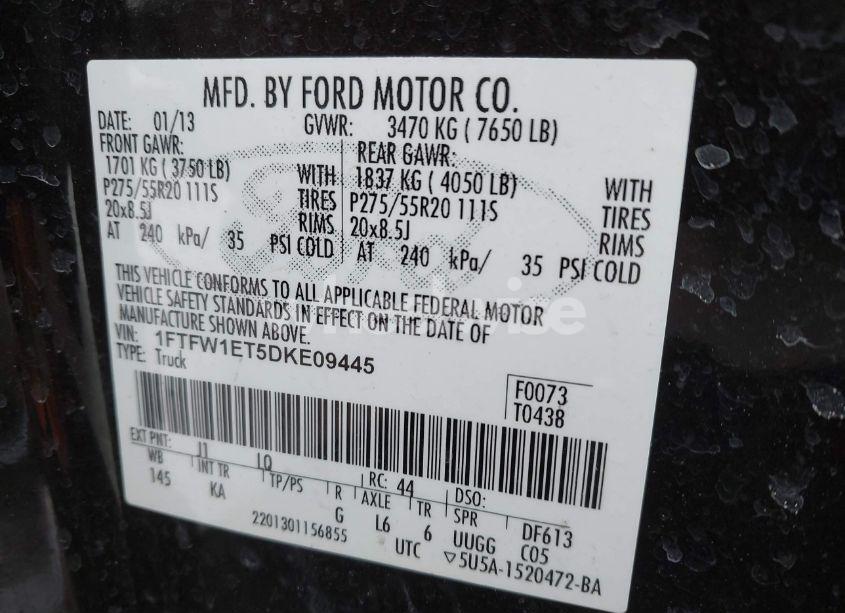 MFD. BY FORD MOTOR CO.
DATE: 01/13 GVWR: 3470 KG ( 7650 LB)
FRONT GAWR: REAR GAWR:
1701 KG ( 3750 LB) WITH 1837 KG ( 4050 LB) WITH
P275/55R20 111S TIRES P275/55R20 111S TIRES
20x8.5J RIMS 20x8.5J RIMS
AT 240 kPa/ 35 PSI COLD AT 240 kPa/ 35 PSI COLD
THIS VEHICLE CONFORMS TO ALL APPLICABLE FEDERAL MOTOR
VEHICLE SAFETY STANDARDS IN EFFECT ON THE DATE OF
MANUFACTURE SHOWN ABOVE.
VIN: 1FTFW1ET5DKE09445
TYPE: Truck
F0073
T0438
EXT PNT: J1 LQ RC: 44 DSO:
WB INT TR TP/PS R AXLE TR SPR DF613
145 KA G L6 6 UUGG C05
2201301156855 UTC ▽5U5A-1520472-BA